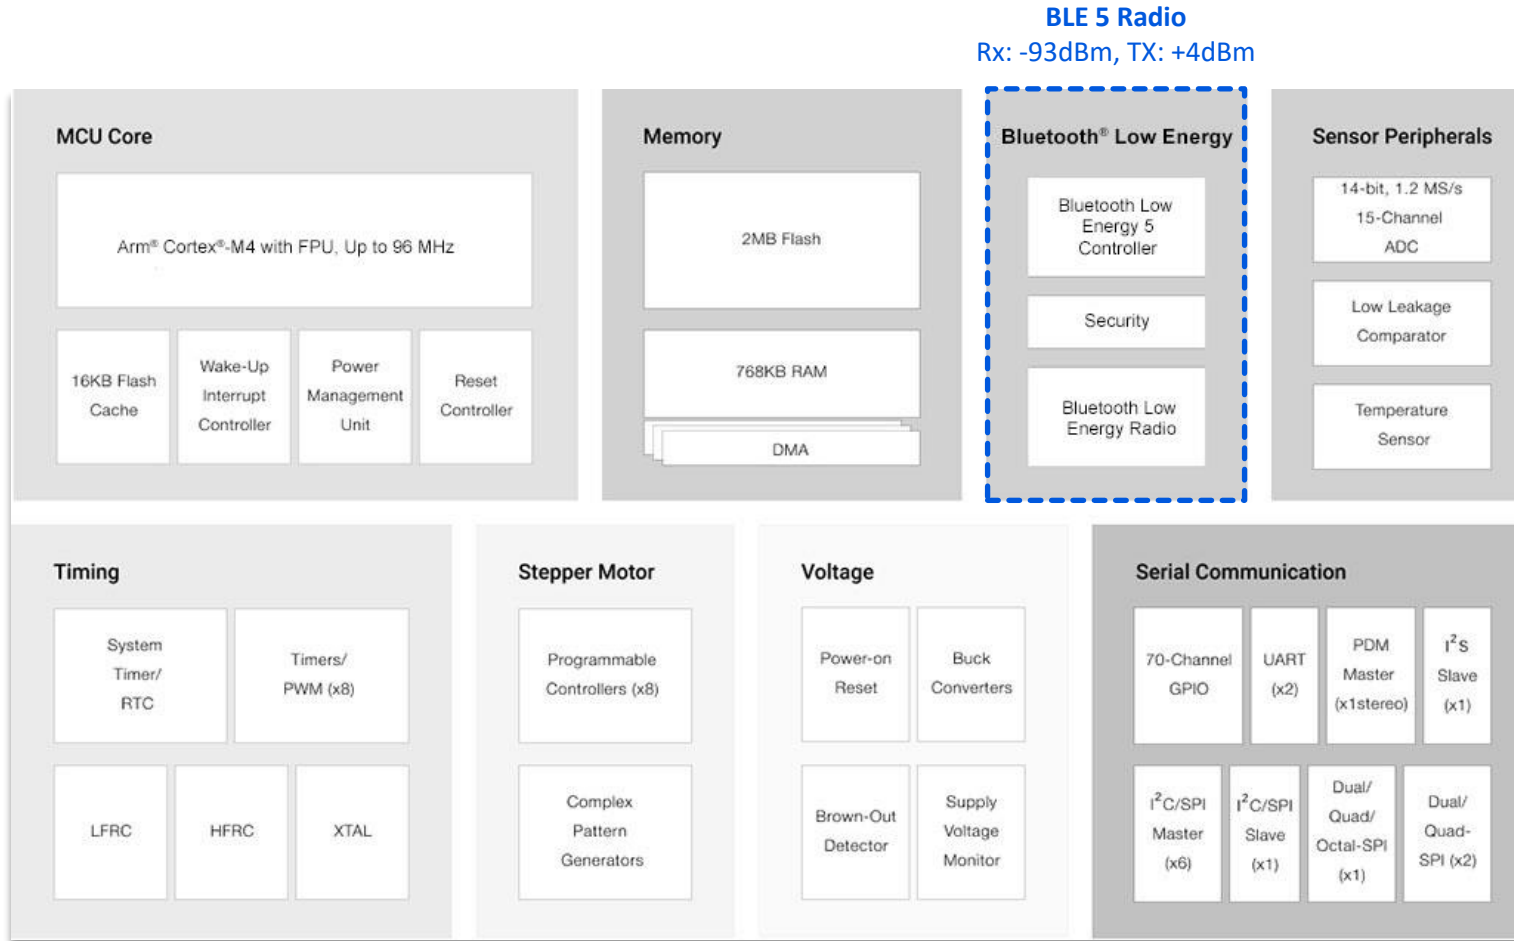 BLE 5 Radio
Rx: -93dBm, TX: +4dBm
MCU Core
Arm® Cortex®-M4 with FPU, Up to 96 MHz
16KB Flash
Cache
Wake-Up
Interrupt
Controller
Power
Management
Unit
Reset
Controller
Memory
2MB Flash
768KB RAM
DMA
Bluetooth® Low Energy
Bluetooth Low
Energy 5
Controller
Security
Bluetooth Low
Energy Radio
Sensor Peripherals
14-bit, 1.2 MS/s
15-Channel
ADC
Low Leakage
Comparator
Temperature
Sensor
Timing
System
Timer/
RTC
Timers/
PWM (x8)
LFRC
HFRC
XTAL
Stepper Motor
Programmable
Controllers (x8)
Complex
Pattern
Generators
Voltage
Power-on
Reset
Buck
Converters
Brown-Out
Detector
Supply
Voltage
Monitor
Serial Communication
70-Channel
GPIO
UART
(x2)
PDM
Master
(x1stereo)
I²S
Slave
(x1)
I²C/SPI
Master
(x6)
I²C/SPI
Slave
(x1)
Dual/
Quad/
Octal-SPI
(x1)
Dual/
Quad-
SPI (x2)